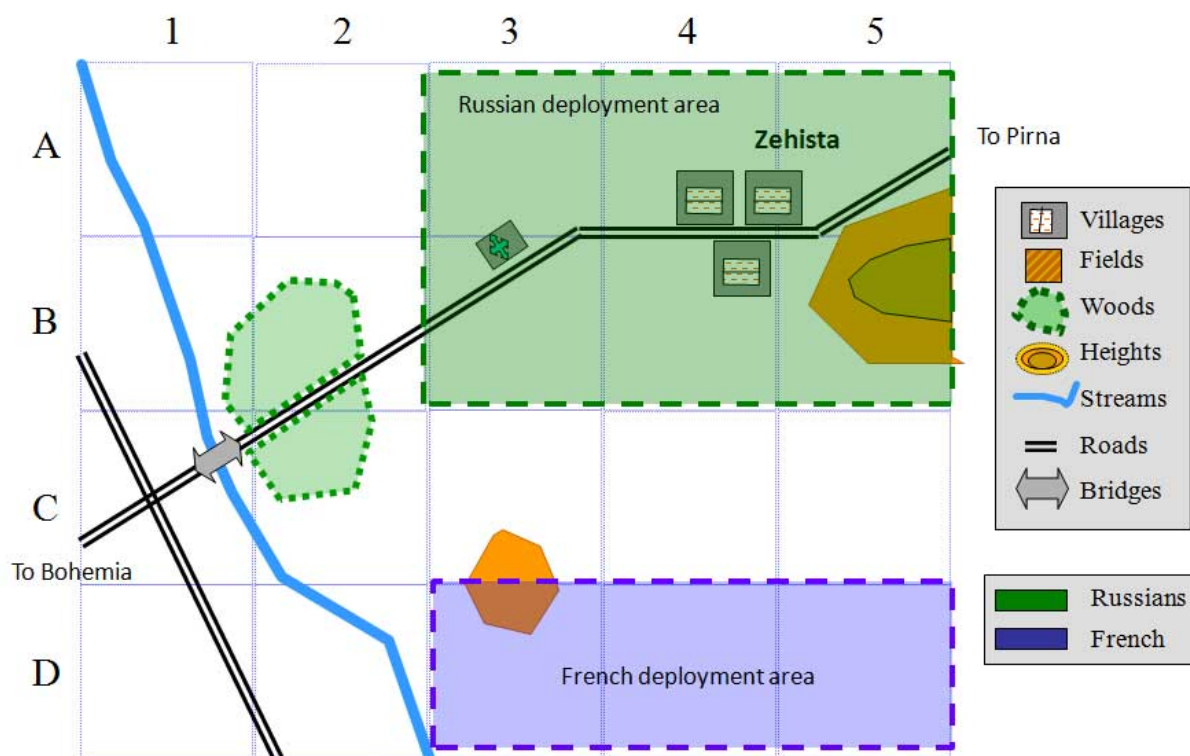 1 2 3 4 5
A
Russian deployment area
Zehista
To Pirna
B
C
To Bohemia
D
French deployment area
Villages
Fields
Woods
Heights
Streams
Roads
Bridges
Russians
French